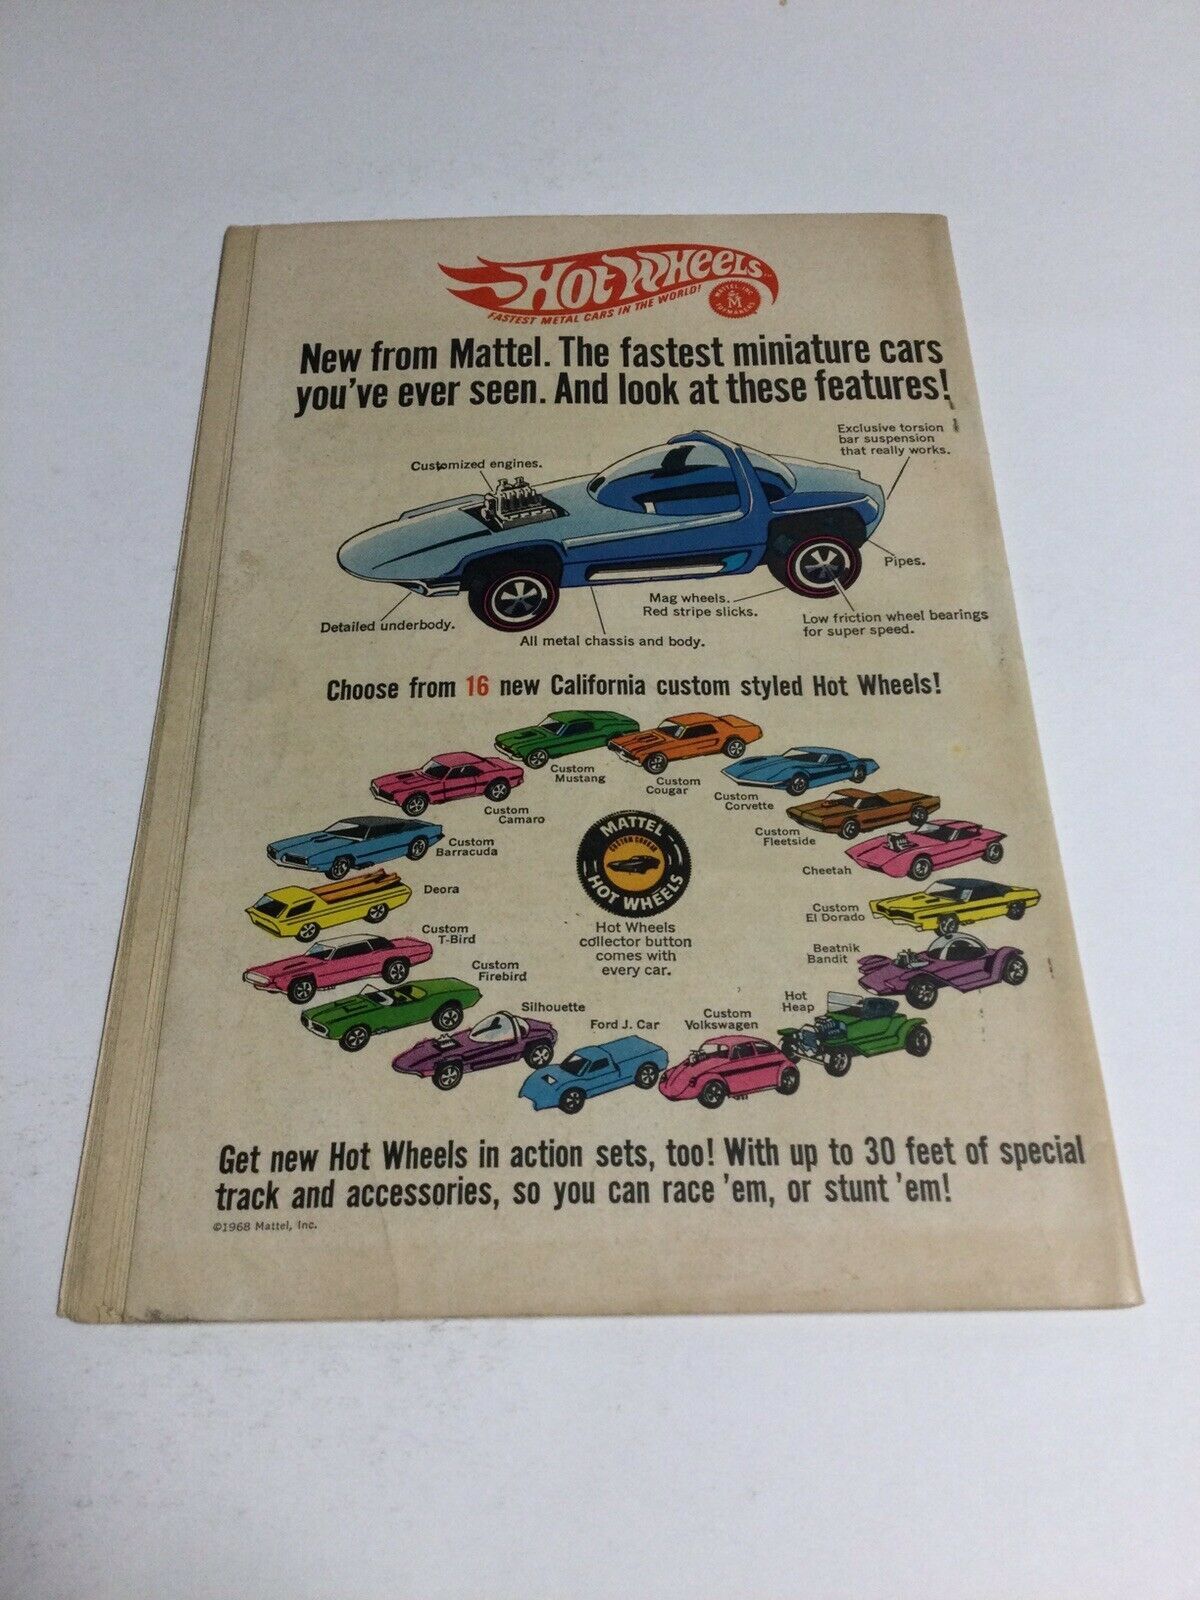 HOT WHEELS
FASTEST METAL CARS IN THE WORLD!
MATTEL, INC.
M
TOYMAKERS
New from Mattel. The fastest miniature cars
you've ever seen. And look at these features!
Customized engines.
Exclusive torsion
bar suspension
that really works.
Pipes.
Mag wheels.
Red stripe slicks.
Low friction wheel bearings
for super speed.
Detailed underbody.
All metal chassis and body.
Choose from 16 new California custom styled Hot Wheels!
Custom
Mustang
Custom
Cougar
Custom
Corvette
Custom
Camaro
Custom
Fleetside
Custom
Barracuda
Cheetah
Deora
Custom
El Dorado
Custom
T-Bird
Beatnik
Bandit
Custom
Firebird
Hot
Heap
Silhouette
Ford J. Car
Custom
Volkswagen
MATTEL
CUSTOM COUGAR
HOT WHEELS
Hot Wheels
collector button
comes with
every car.
Get new Hot Wheels in action sets, too! With up to 30 feet of special
track and accessories, so you can race 'em, or stunt 'em!
©1968 Mattel, Inc.